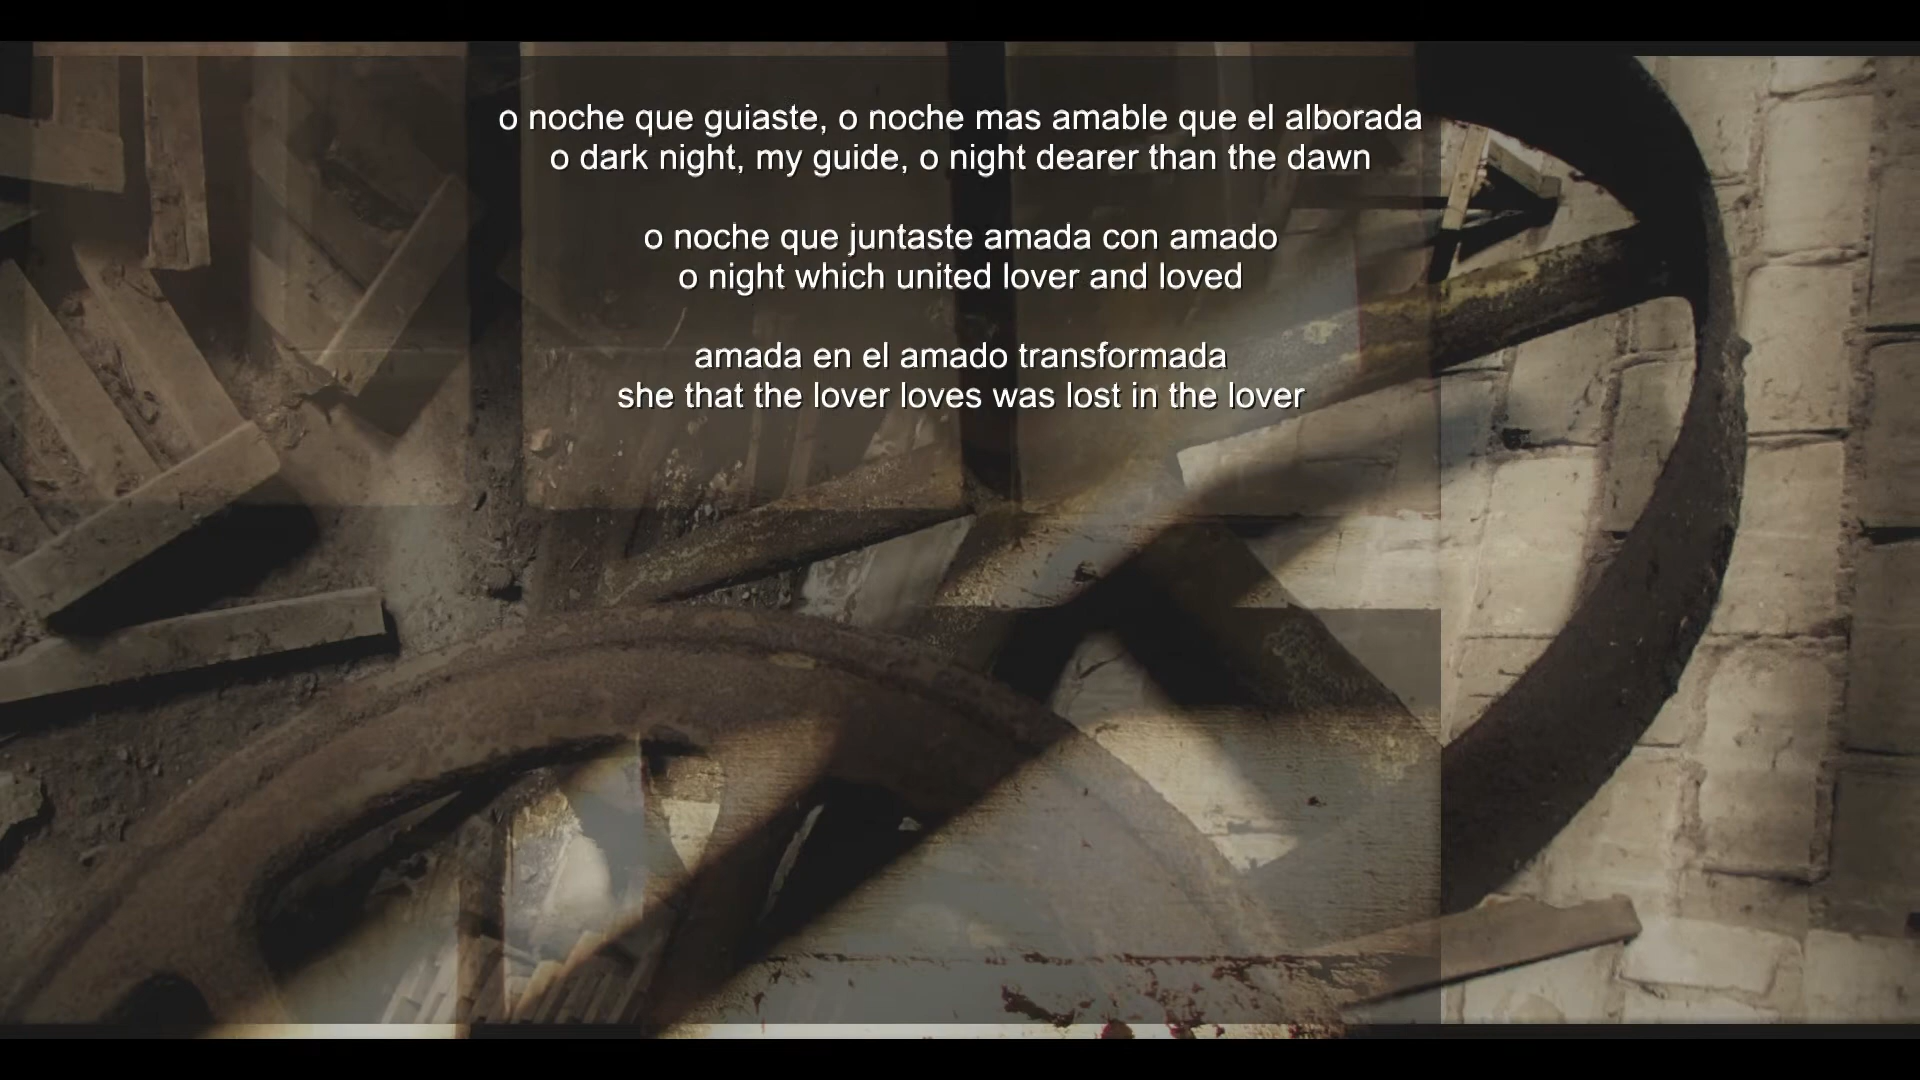 o noche que guiaste, o noche mas amable que el alborada
o dark night, my guide, o night dearer than the dawn
o noche que juntaste amada con amado
o night which united lover and loved
amada en el amado transformada
she that the lover loves was lost in the lover